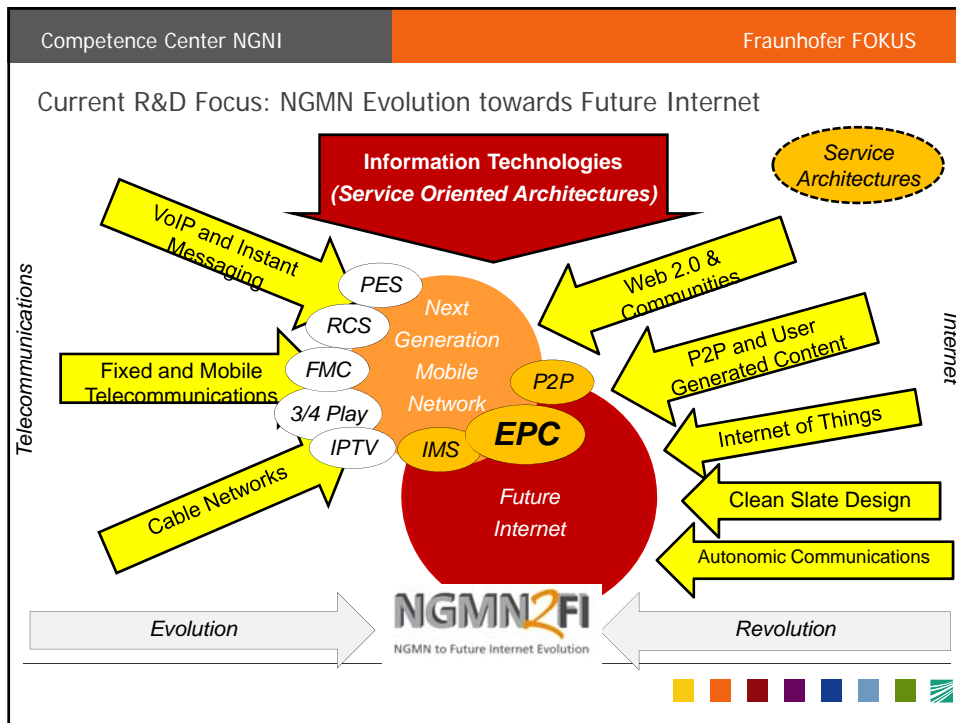 Competence Center NGNI
Fraunhofer FOKUS
Current R&D Focus: NGMN Evolution towards Future Internet
Information Technologies
(Service Oriented Architectures)
Service
Architectures
VoIP and Instant
Messaging
Fixed and Mobile
Telecommunications
Cable Networks
Telecommunications
PES
RCS
FMC
3/4 Play
IPTV
IMS
EPC
P2P
Next
Generation
Mobile
Network
Future
Internet
Web 2.0 &
Communities
P2P and User
Generated Content
Internet of Things
Clean Slate Design
Autonomic Communications
Internet
Evolution
NGMN2FI
NGMN to Future Internet Evolution
Revolution